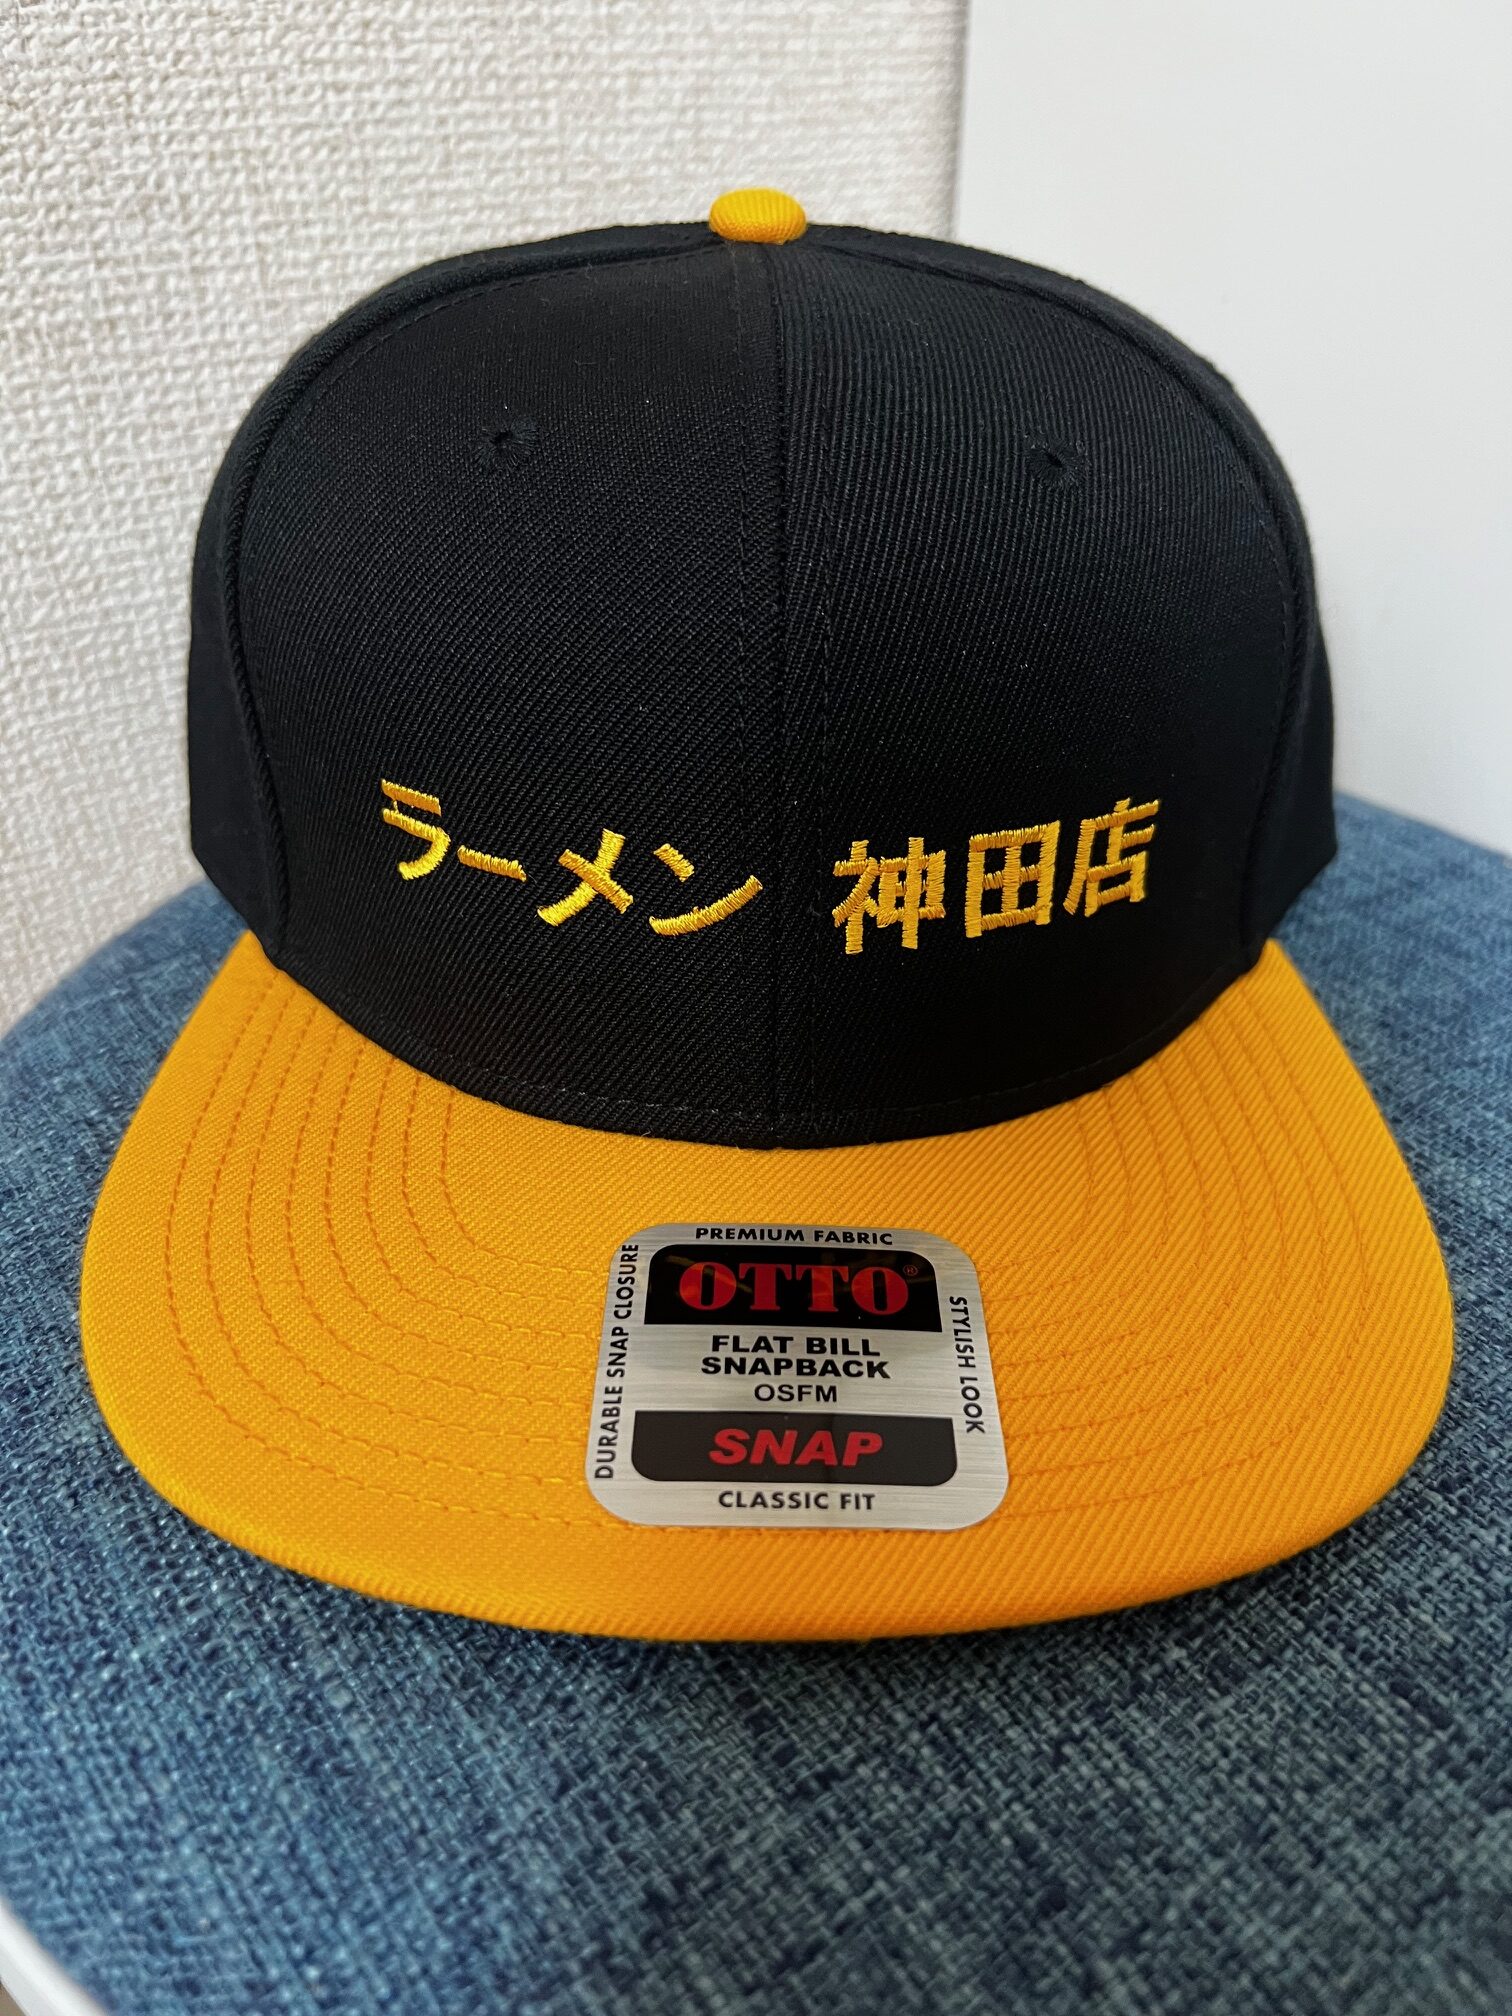 ラーメン 神田店
PREMIUM FABRIC
DURABLE SNAP CLOSURE
OTTO®
FLAT BILL
SNAPBACK
OSFM
SNAP
STYLISH LOOK
CLASSIC FIT